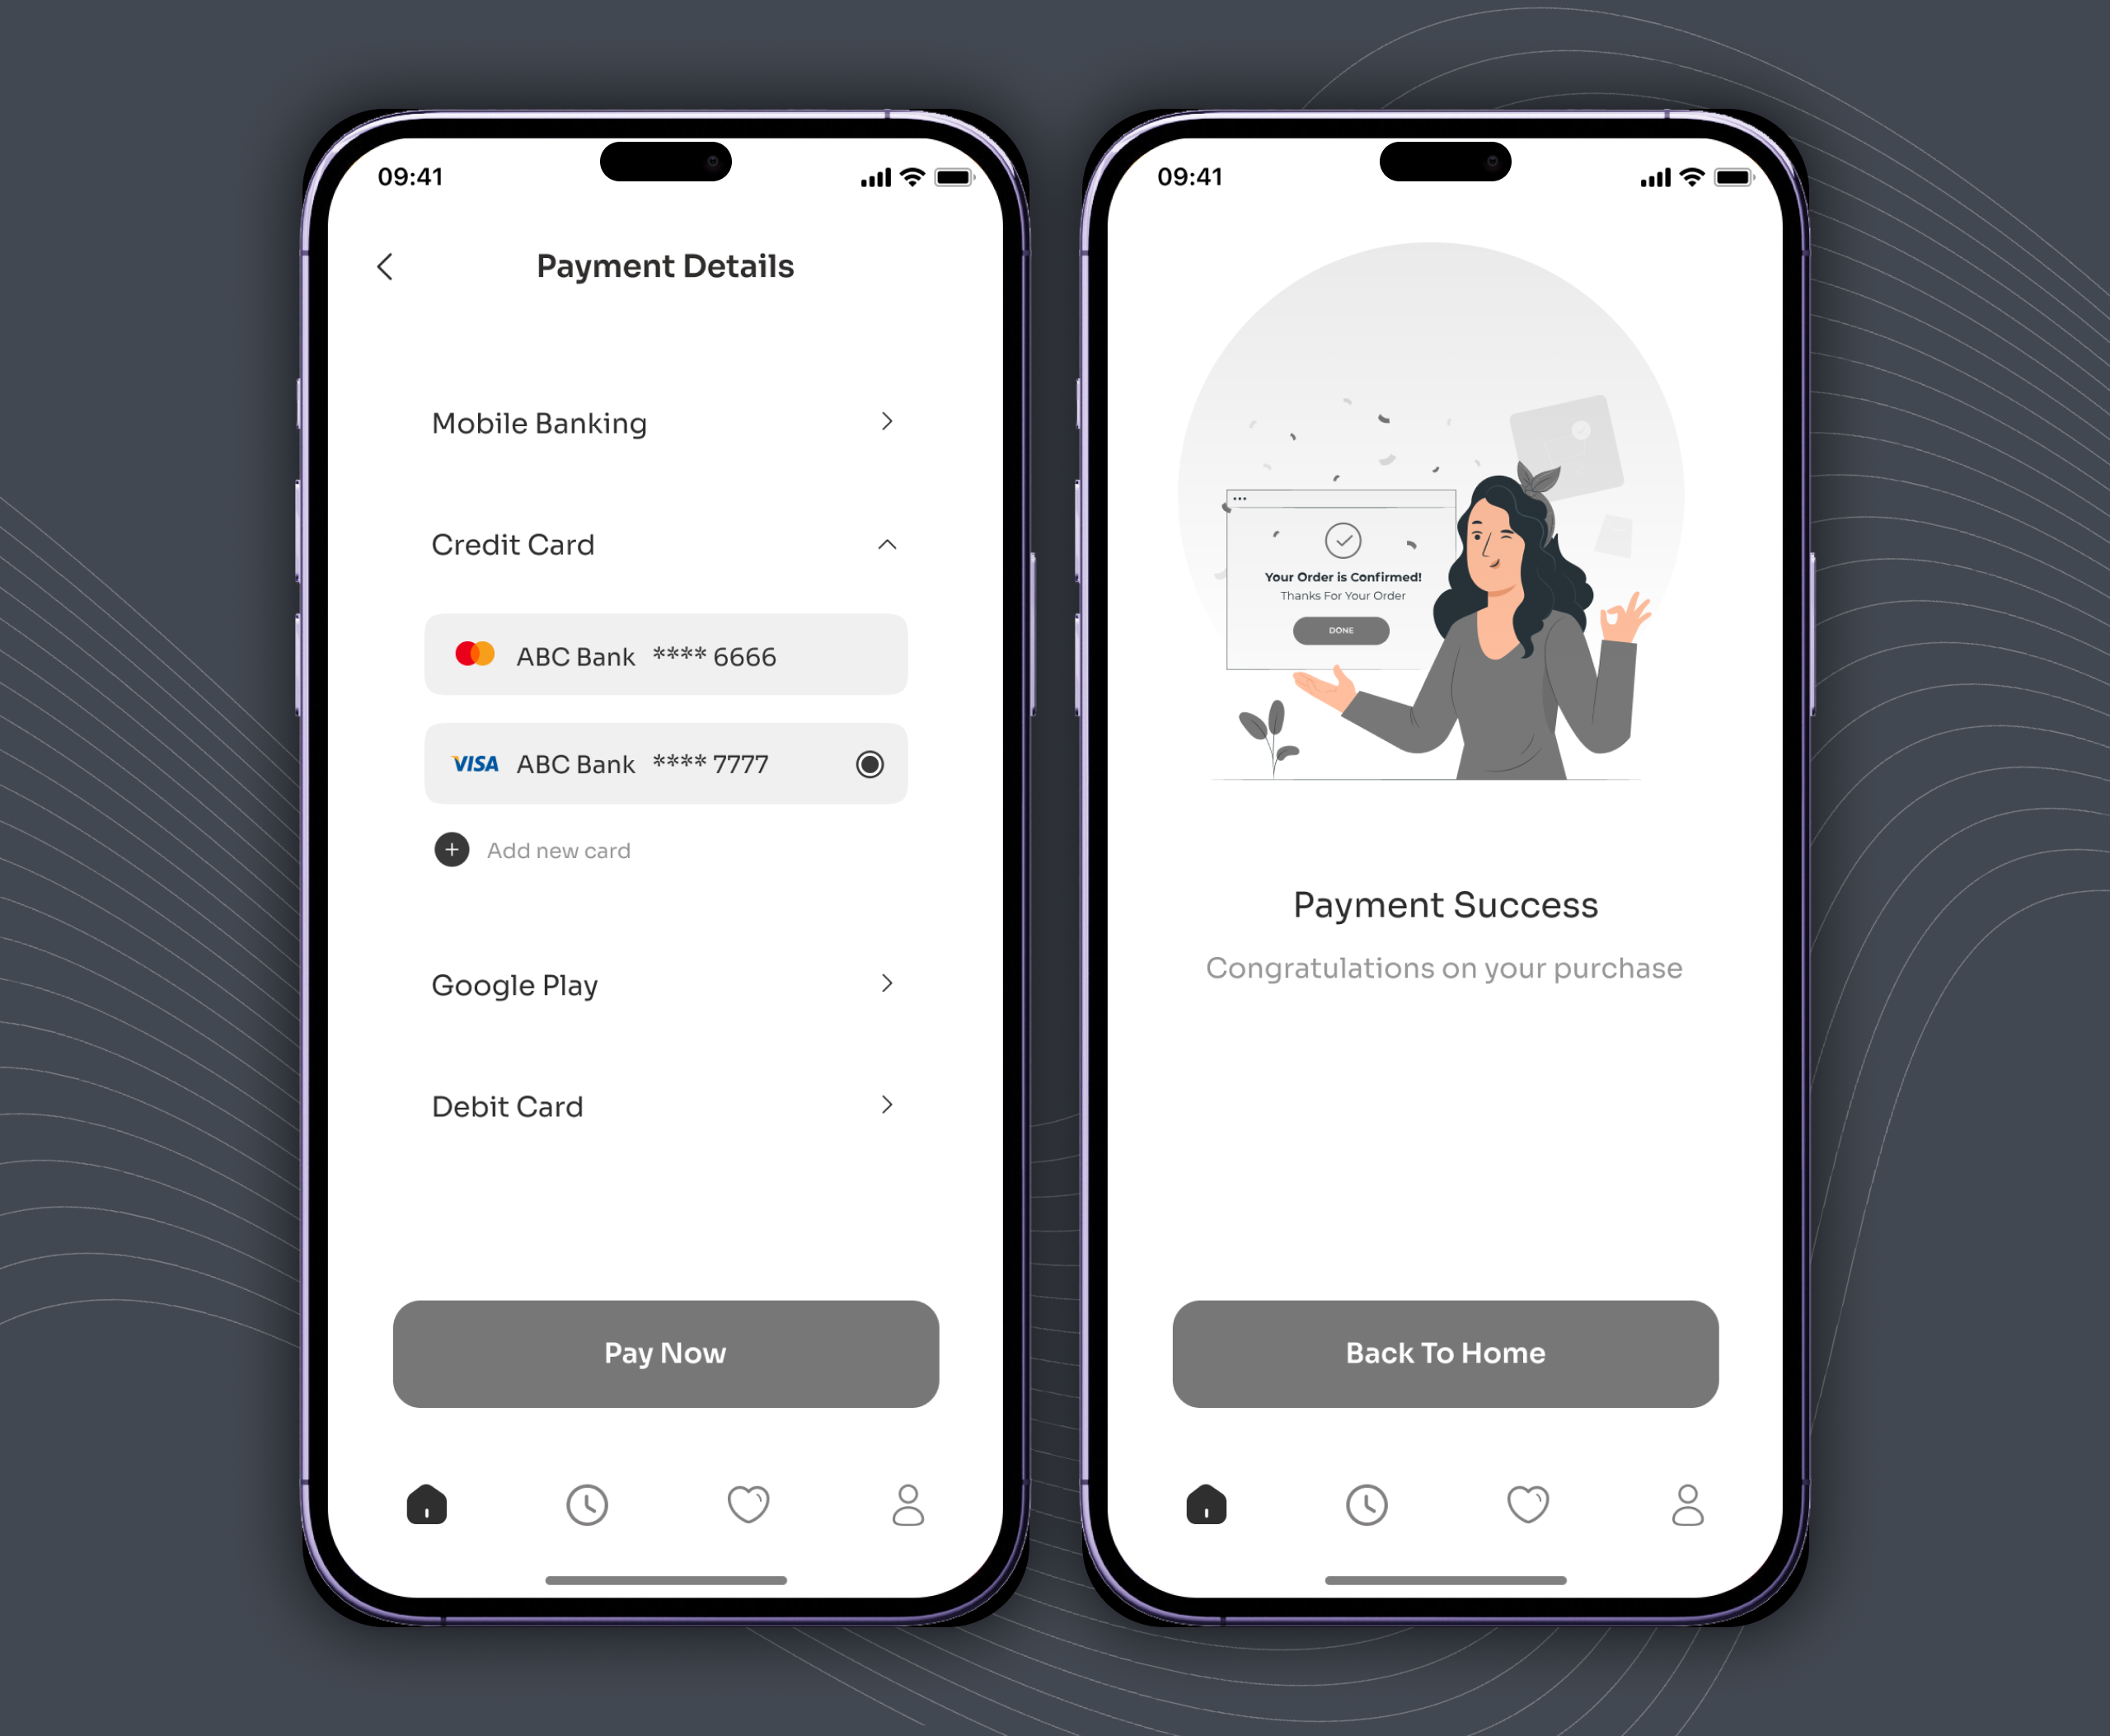 09:41
Payment Details
Mobile Banking
Credit Card
ABC Bank **** 6666
VISA ABC Bank **** 7777
Add new card
Google Play
Debit Card
Pay Now
09:41
Your Order is Confirmed!
Thanks For Your Order
DONE
Payment Success
Congratulations on your purchase
Back To Home